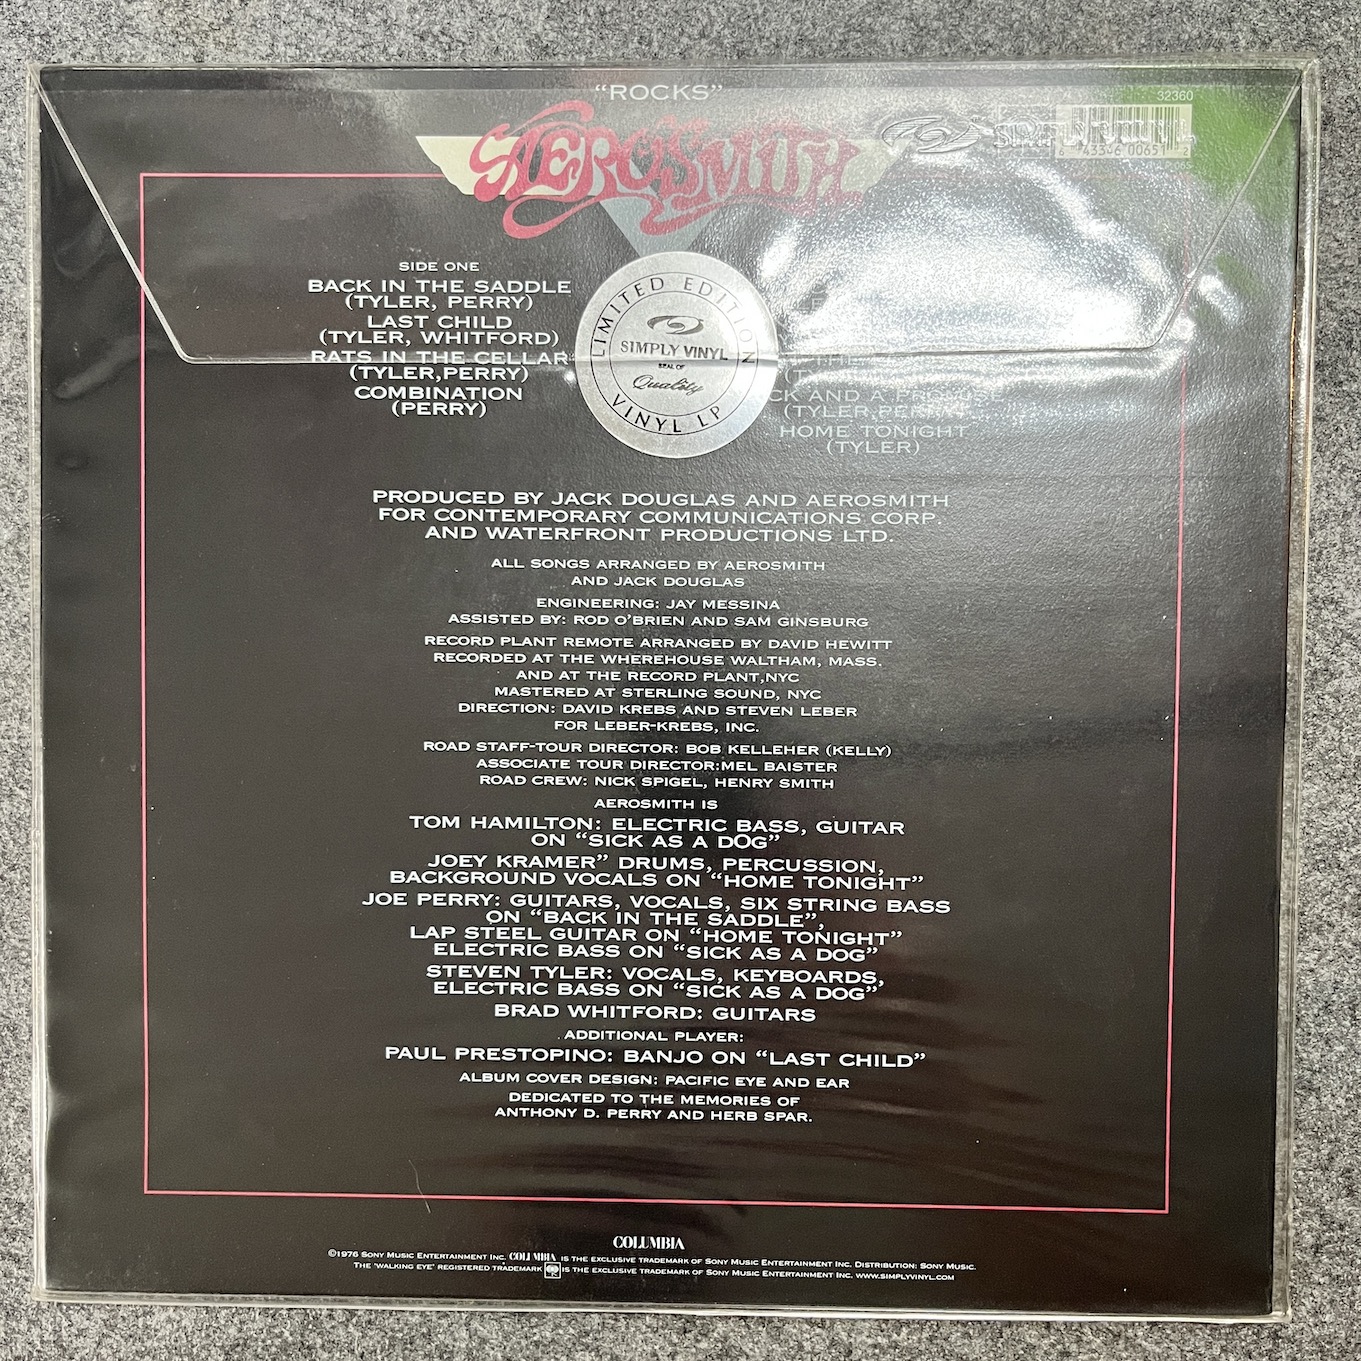 "ROCKS"
32360
AEROSMITH
SIMPLY VINYL
SIDE ONE
BACK IN THE SADDLE
(TYLER, PERRY)
LAST CHILD
(TYLER, WHITFORD)
RATS IN THE CELLAR
(TYLER,PERRY)
COMBINATION
(PERRY)
LIMITED EDITION
SIMPLY VINYL
SEAL OF
Quality
VINYL LP
AND A
(TYLER,PERRY)
HOME TONIGHT
(TYLER)
PRODUCED BY JACK DOUGLAS AND AEROSMITH
FOR CONTEMPORARY COMMUNICATIONS CORP
AND WATERFRONT PRODUCTIONS LTD.
ALL SONGS ARRANGED BY AEROSMITH
AND JACK DOUGLAS
ENGINEERING: JAY MESSINA
ASSISTED BY: ROD O'BRIEN AND SAM GINSBURG
RECORD PLANT REMOTE ARRANGED BY DAVID HEWITT
RECORDED AT THE WHEREHOUSE WALTHAM, MASS.
AND AT THE RECORD PLANT,NYC
MASTERED AT STERLING SOUND, NYC
DIRECTION: DAVID KREBS AND STEVEN LEBER
FOR LEBER-KREBS, INC.
ROAD STAFF-TOUR DIRECTOR: BOB KELLEHER (KELLY)
ASSOCIATE TOUR DIRECTOR:MEL BAISTER
ROAD CREW: NICK SPIGEL, HENRY SMITH
AEROSMITH IS
TOM HAMILTON: ELECTRIC BASS, GUITAR
ON "SICK AS A DOG"
JOEY KRAMER" DRUMS, PERCUSSION,
BACKGROUND VOCALS ON "HOME TONIGHT"
JOE PERRY: GUITARS, VOCALS, SIX STRING BASS
ON "BACK IN THE SADDLE",
LAP STEEL GUITAR ON "HOME TONIGHT"
ELECTRIC BASS ON "SICK AS A DOG"
STEVEN TYLER: VOCALS, KEYBOARDS,
ELECTRIC BASS ON "SICK AS A DOG"
BRAD WHITFORD: GUITARS
ADDITIONAL PLAYER:
PAUL PRESTOPINO: BANJO ON "LAST CHILD"
ALBUM COVER DESIGN: PACIFIC EYE AND EAR
DEDICATED TO THE MEMORIES OF
ANTHONY D. PERRY AND HERB SPAR.
COLUMBIA
©1976 SONY MUSIC ENTERTAINMENT INC. COLUMBIA IS THE EXCLUSIVE TRADEMARK OF SONY MUSIC ENTERTAINMENT INC. DISTRIBUTION: SONY MUSIC.
THE 'WALKING EYE' REGISTERED TRADEMARK IS THE EXCLUSIVE TRADEMARK OF SONY MUSIC ENTERTAINMENT INC. WWW.SIMPLYVINYL.COM